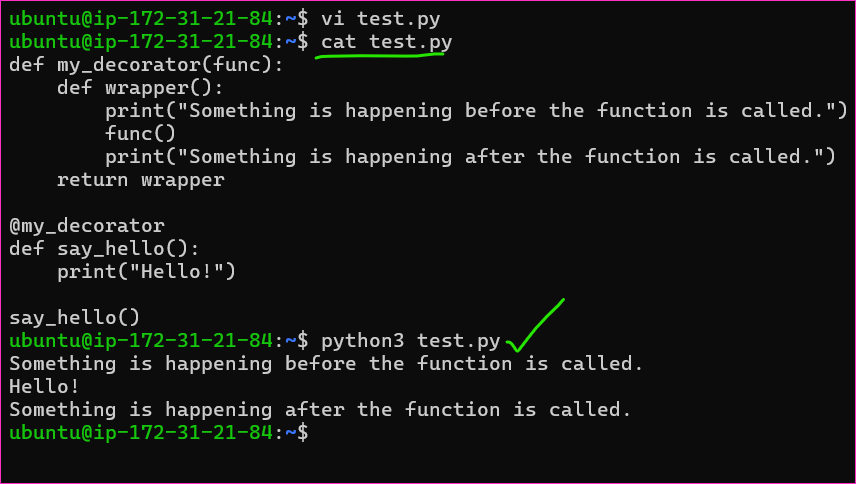 ubuntu@ip-172-31-21-84:~$ vi test.py
ubuntu@ip-172-31-21-84:~$ cat test.py
def my_decorator(func):
    def wrapper():
        print("Something is happening before the function is called.")
        func()
        print("Something is happening after the function is called.")
    return wrapper

@my_decorator
def say_hello():
    print("Hello!")

say_hello()
ubuntu@ip-172-31-21-84:~$ python3 test.py
Something is happening before the function is called.
Hello!
Something is happening after the function is called.
ubuntu@ip-172-31-21-84:~$